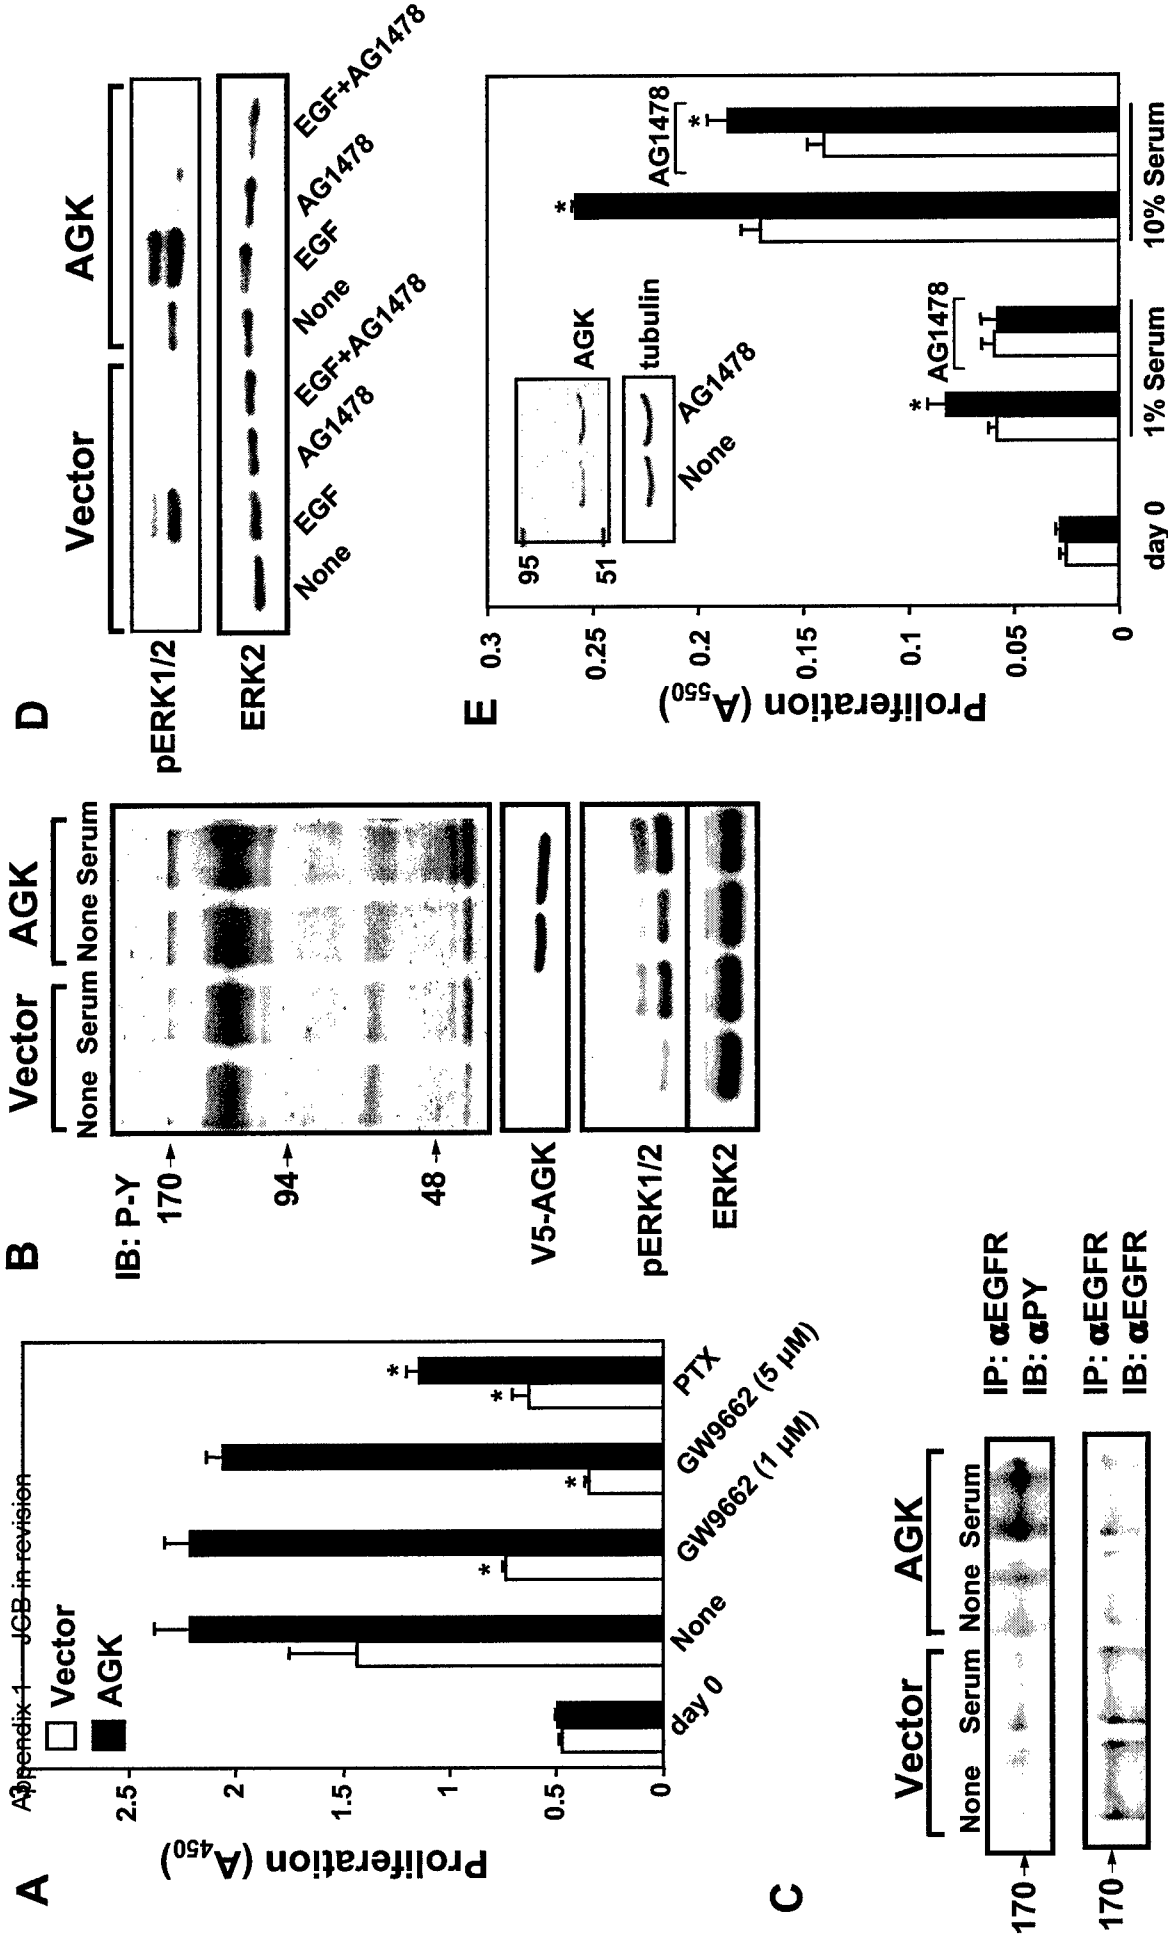 Appendix 1 JCB in revision
A
Proliferation (A450)
3
2.5
2
1.5
1
0.5
0
Vector
AGK
*
*
*
*
day 0
None
GW9662 (1 µM)
GW9662 (5 µM)
PTX
B
Vector
AGK
None Serum None Serum
IB: P-Y
170
94
48
V5-AGK
pERK1/2
ERK2
C
Vector
AGK
None Serum None Serum
170
IP: αEGFR
IB: αPY
170
IP: αEGFR
IB: αEGFR
D
Vector
AGK
pERK1/2
ERK2
None
EGF
AG1478
EGF+AG1478
None
EGF
AG1478
EGF+AG1478
E
Proliferation (A550)
0.3
0.25
0.2
0.15
0.1
0.05
0
95
51
AGK
tubulin
None
AG1478
*
AG1478
*
AG1478
*
day 0
1% Serum
10% Serum